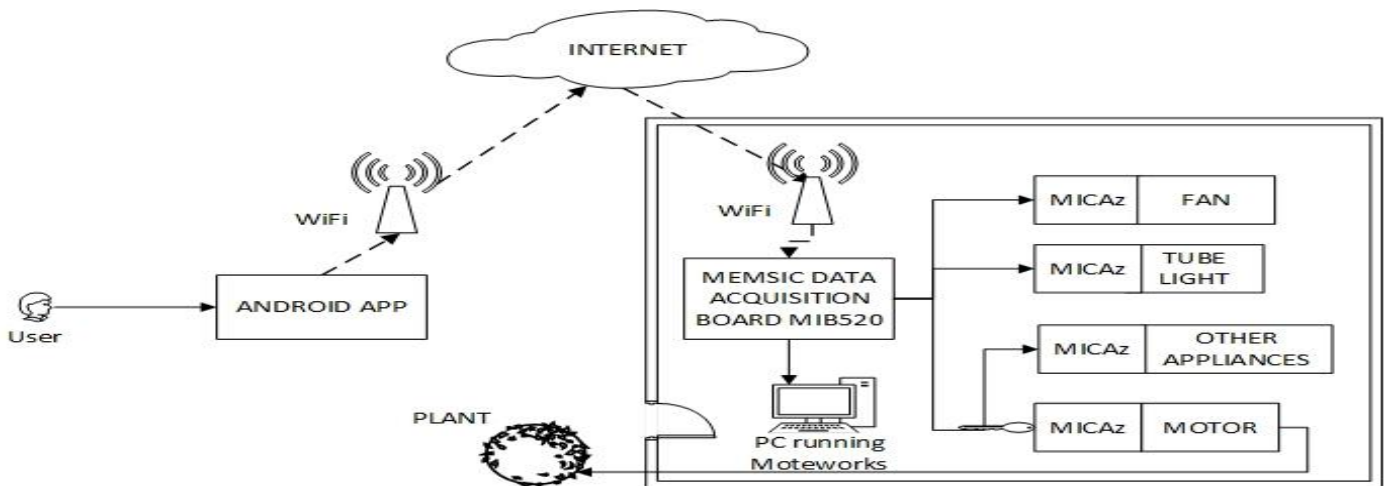 INTERNET
WiFi
ANDROID APP
User
PLANT
WiFi
MEMSIC DATA
ACQUISITION
BOARD MIB520
PC running
Moteworks
MICAz
FAN
MICAz
TUBE
LIGHT
MICAz
OTHER
APPLIANCES
MICAz
MOTOR